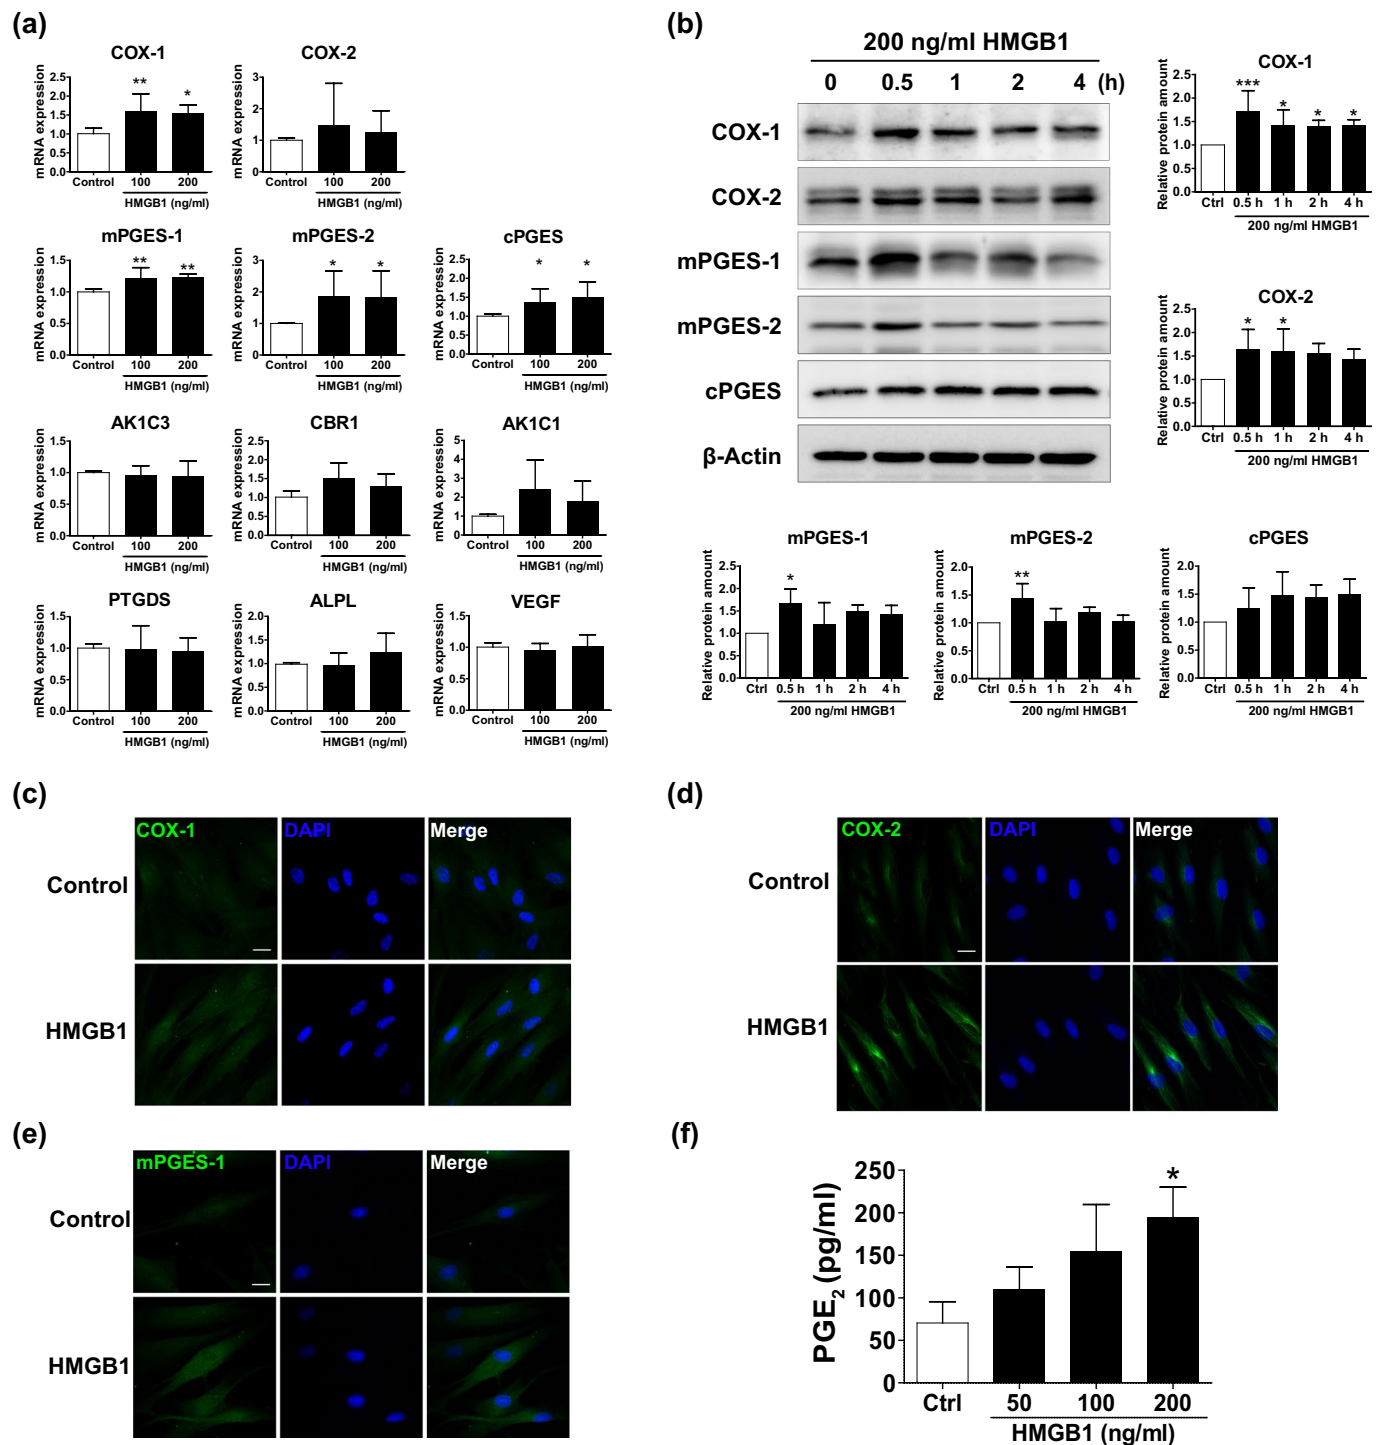 (a)
COX-1
mRNA expression
2.5
2.0
1.5
1.0
0.5
0.0
**
*
Control
100
200
HMGB1 (ng/ml)
COX-2
mRNA expression
3
2
1
0
Control
100
200
HMGB1 (ng/ml)
mPGES-1
mRNA expression
1.5
1.0
0.5
0.0
**
**
Control
100
200
HMGB1 (ng/ml)
mPGES-2
mRNA expression
3
2
1
0
*
*
Control
100
200
HMGB1 (ng/ml)
cPGES
mRNA expression
2.5
2.0
1.5
1.0
0.5
0.0
*
*
Control
100
200
HMGB1 (ng/ml)
AK1C3
mRNA expression
1.5
1.0
0.5
0.0
Control
100
200
HMGB1 (ng/ml)
CBR1
mRNA expression
2.5
2.0
1.5
1.0
0.5
0.0
Control
100
200
HMGB1 (ng/ml)
AK1C1
mRNA expression
5
4
3
2
1
0
Control
100
200
HMGB1 (ng/ml)
PTGDS
mRNA expression
1.5
1.0
0.5
0.0
Control
100
200
HMGB1 (ng/ml)
ALPL
mRNA expression
2.0
1.5
1.0
0.5
0.0
Control
100
200
HMGB1 (ng/ml)
VEGF
mRNA expression
1.5
1.0
0.5
0.0
Control
100
200
HMGB1 (ng/ml)
(b)
200 ng/ml HMGB1
0 0.5 1 2 4 (h)
COX-1
COX-2
mPGES-1
mPGES-2
cPGES
β-Actin
COX-1
Relative protein amount
2.5
2.0
1.5
1.0
0.5
0.0
***
*
*
*
Ctrl 0.5 h 1 h 2 h 4 h
200 ng/ml HMGB1
COX-2
Relative protein amount
2.5
2.0
1.5
1.0
0.5
0.0
*
*
Ctrl 0.5 h 1 h 2 h 4 h
200 ng/ml HMGB1
mPGES-1
Relative protein amount
2.5
2.0
1.5
1.0
0.5
0.0
*
Ctrl 0.5 h 1 h 2 h 4 h
200 ng/ml HMGB1
mPGES-2
Relative protein amount
2.0
1.5
1.0
0.5
0.0
**
Ctrl 0.5 h 1 h 2 h 4 h
200 ng/ml HMGB1
cPGES
Relative protein amount
2.0
1.5
1.0
0.5
0.0
Ctrl 0.5 h 1 h 2 h 4 h
200 ng/ml HMGB1
(c)
COX-1
DAPI
Merge
Control
HMGB1
(d)
COX-2
DAPI
Merge
Control
HMGB1
(e)
mPGES-1
DAPI
Merge
Control
HMGB1
(f)
PGE₂ (pg/ml)
250
200
150
100
50
0
*
Ctrl
50
100
200
HMGB1 (ng/ml)